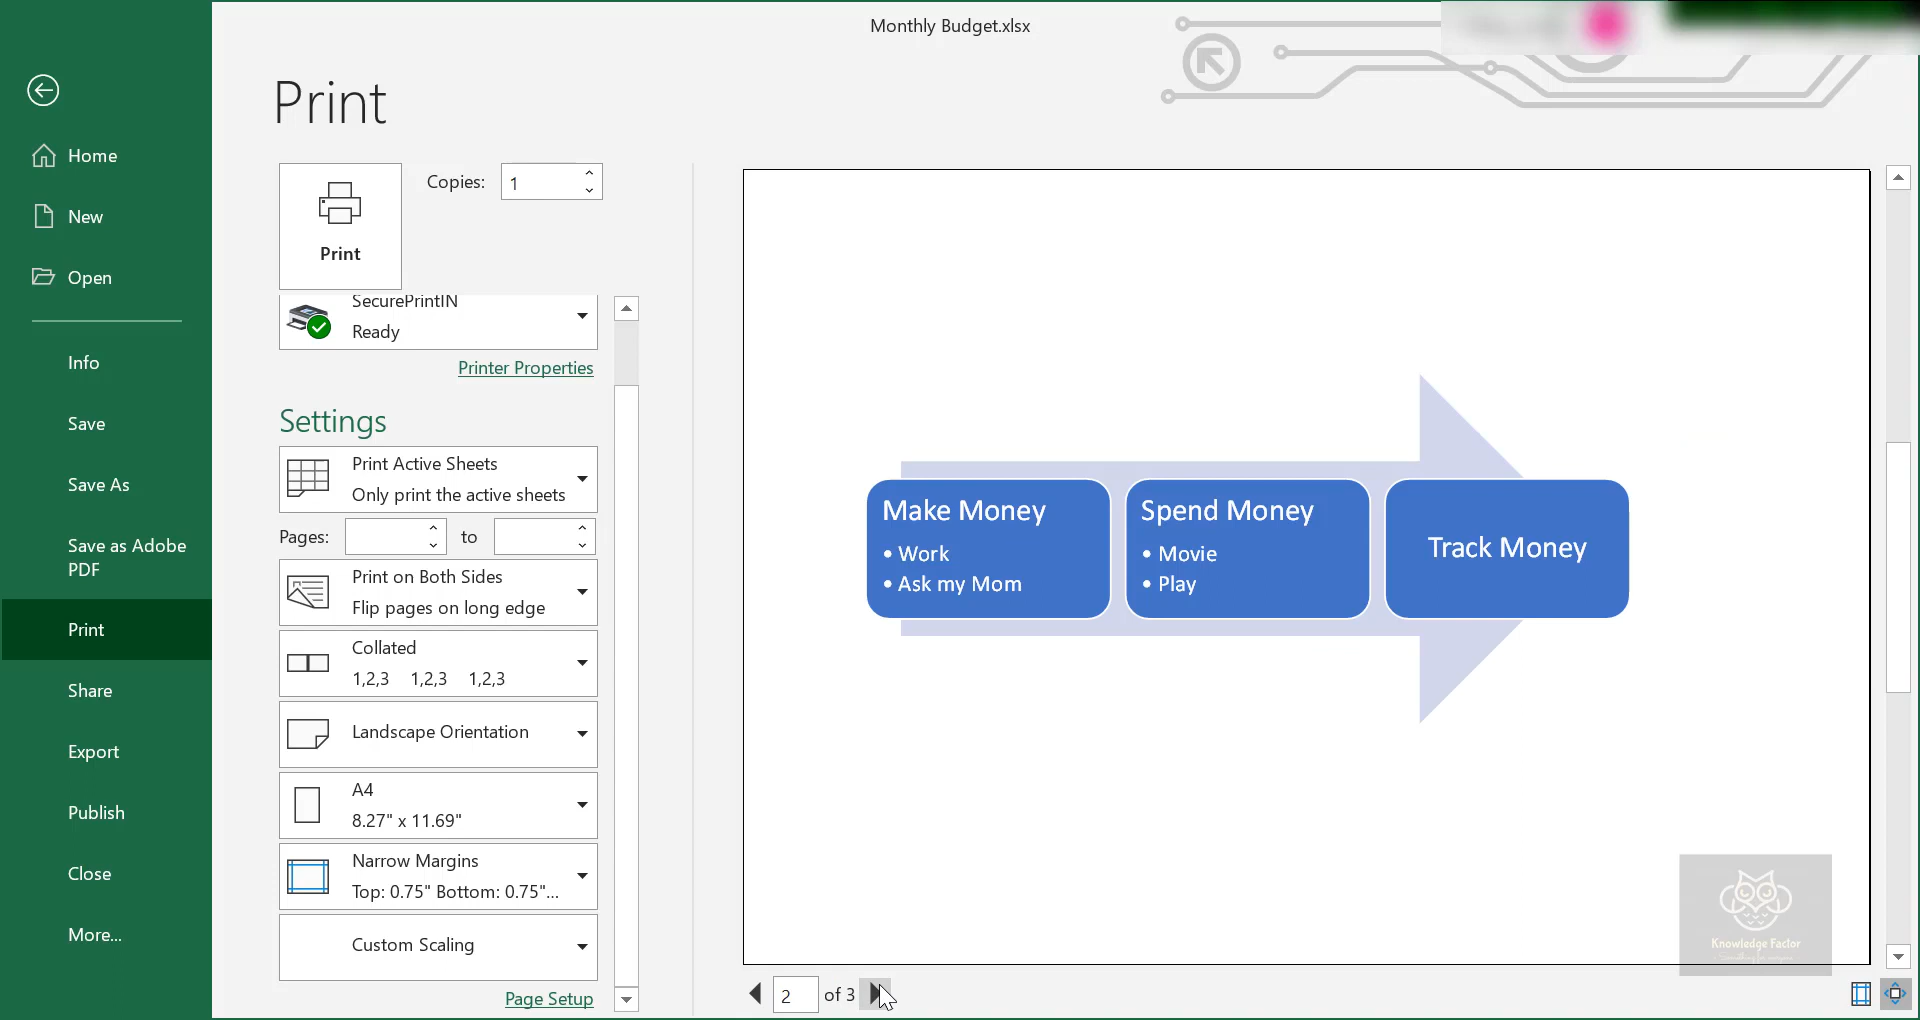 Monthly Budget.xlsx
Print
Home
New
Open
Info
Save
Save As
Save as Adobe
PDF
Print
Share
Export
Publish
Close
More...
Print
Copies: 1
SecurePrintIN
Ready
Printer Properties
Settings
Print Active Sheets
Only print the active sheets
Pages: to
Print on Both Sides
Flip pages on long edge
Collated
1,2,3 1,2,3 1,2,3
Landscape Orientation
A4
8.27" x 11.69"
Narrow Margins
Top: 0.75" Bottom: 0.75"...
Custom Scaling
Page Setup
Make Money
• Work
• Ask my Mom
Spend Money
• Movie
• Play
Track Money
Knowledge Factor
2 of 3